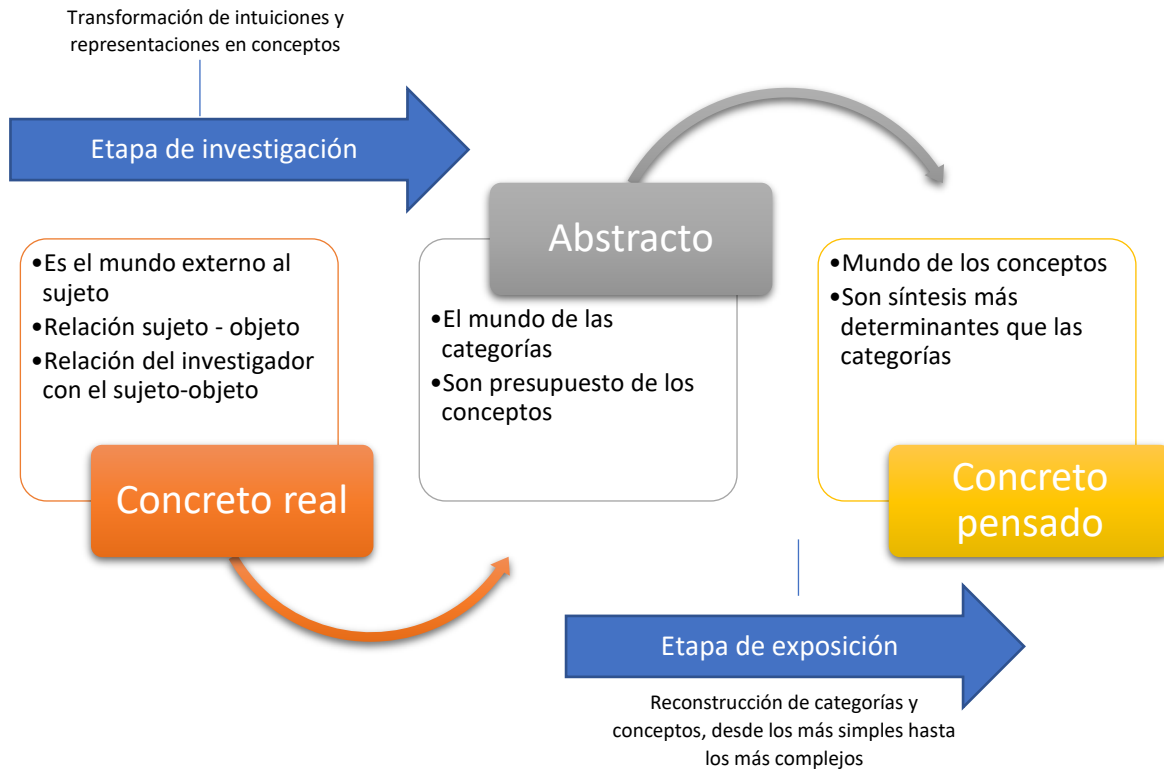 Transformación de intuiciones y
representaciones en conceptos
Etapa de investigación
•Es el mundo externo al
sujeto
•Relación sujeto - objeto
•Relación del investigador
con el sujeto-objeto
Concreto real
Abstracto
•El mundo de las
categorías
•Son presupuesto de los
conceptos
•Mundo de los conceptos
•Son síntesis más
determinantes que las
categorías
Concreto
pensado
Etapa de exposición
Reconstrucción de categorías y
conceptos, desde los más simples hasta
los más complejos